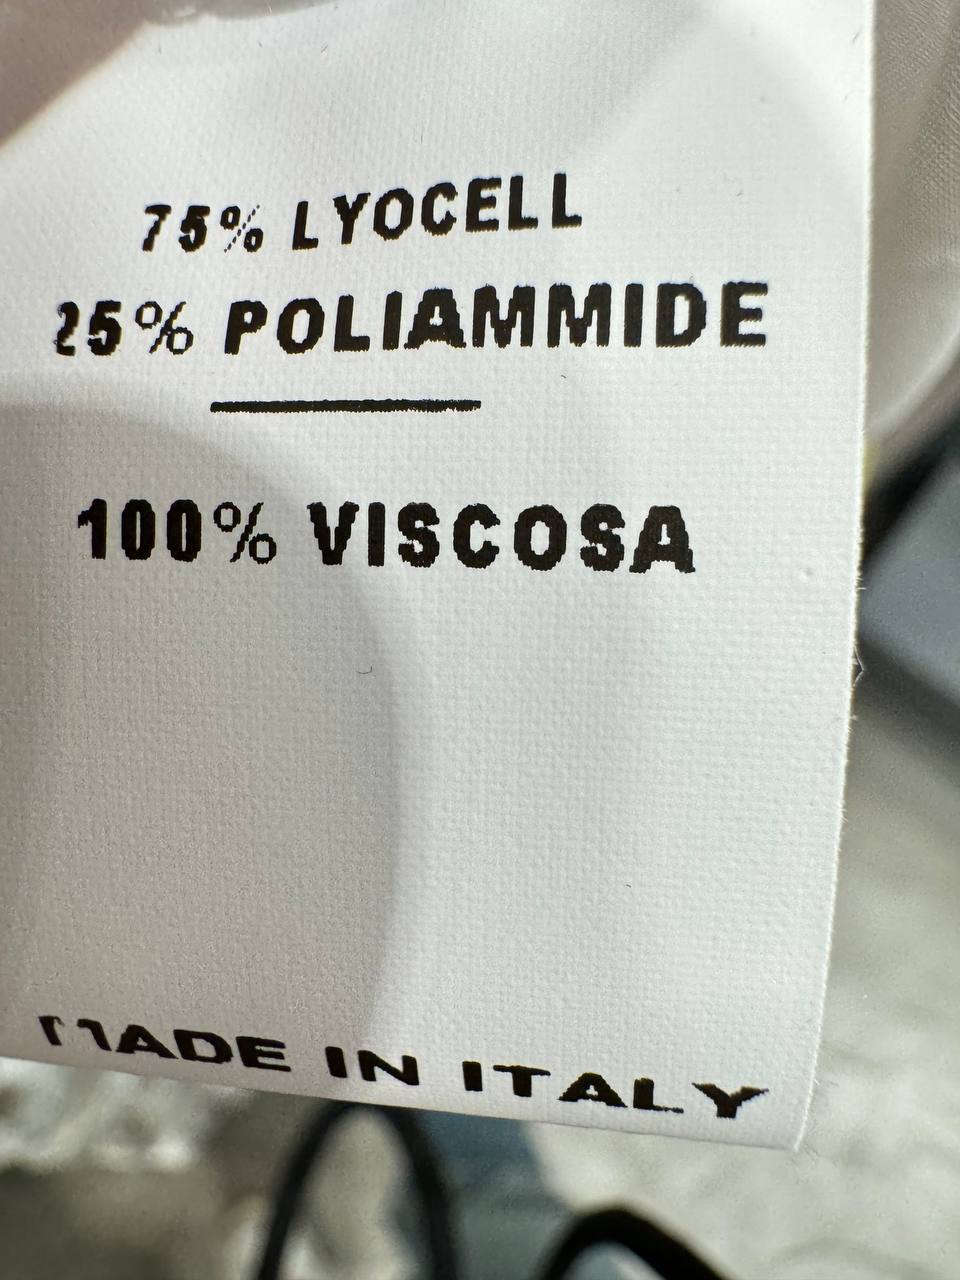 75% LYOCELL
25% POLIAMMIDE
100% VISCOSA
MADE IN ITALY